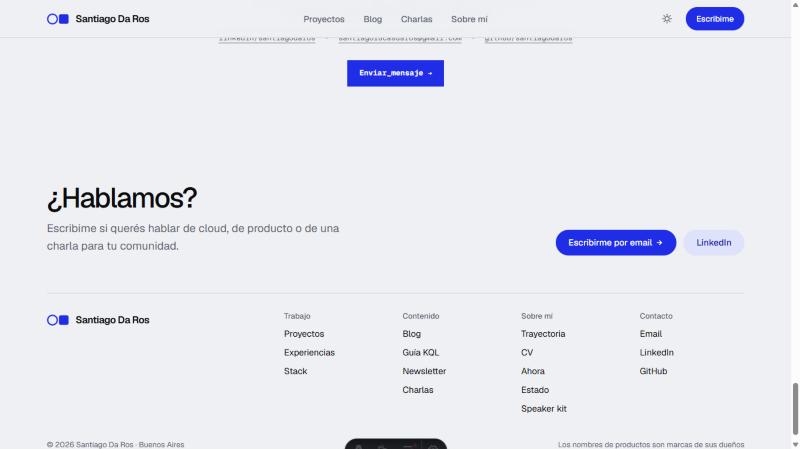 Santiago Da Ros
Proyectos Blog Charlas Sobre mí
Escribime
Enviar_mensaje →
¿Hablamos?
Escribime si querés hablar de cloud, de producto o de una
charla para tu comunidad.
Escribirme por email →
LinkedIn
Santiago Da Ros
Trabajo
Proyectos
Experiencias
Stack
Contenido
Blog
Guía KQL
Newsletter
Charlas
Sobre mí
Trayectoria
CV
Ahora
Estado
Speaker kit
Contacto
Email
LinkedIn
GitHub
© 2026 Santiago Da Ros · Buenos Aires
Los nombres de productos son marcas de sus dueños